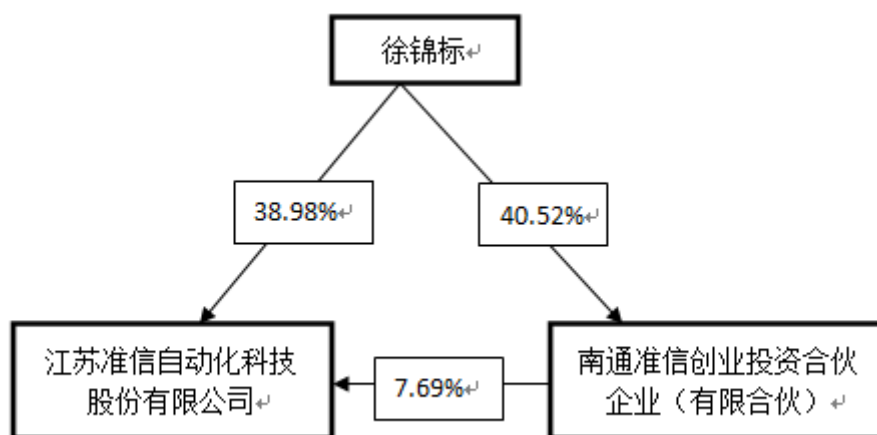 徐锦标↵
38.98%↵
40.52%↵
江苏准信自动化科技
股份有限公司↵
7.69%↵
南通准信创业投资合伙
企业（有限合伙）↵